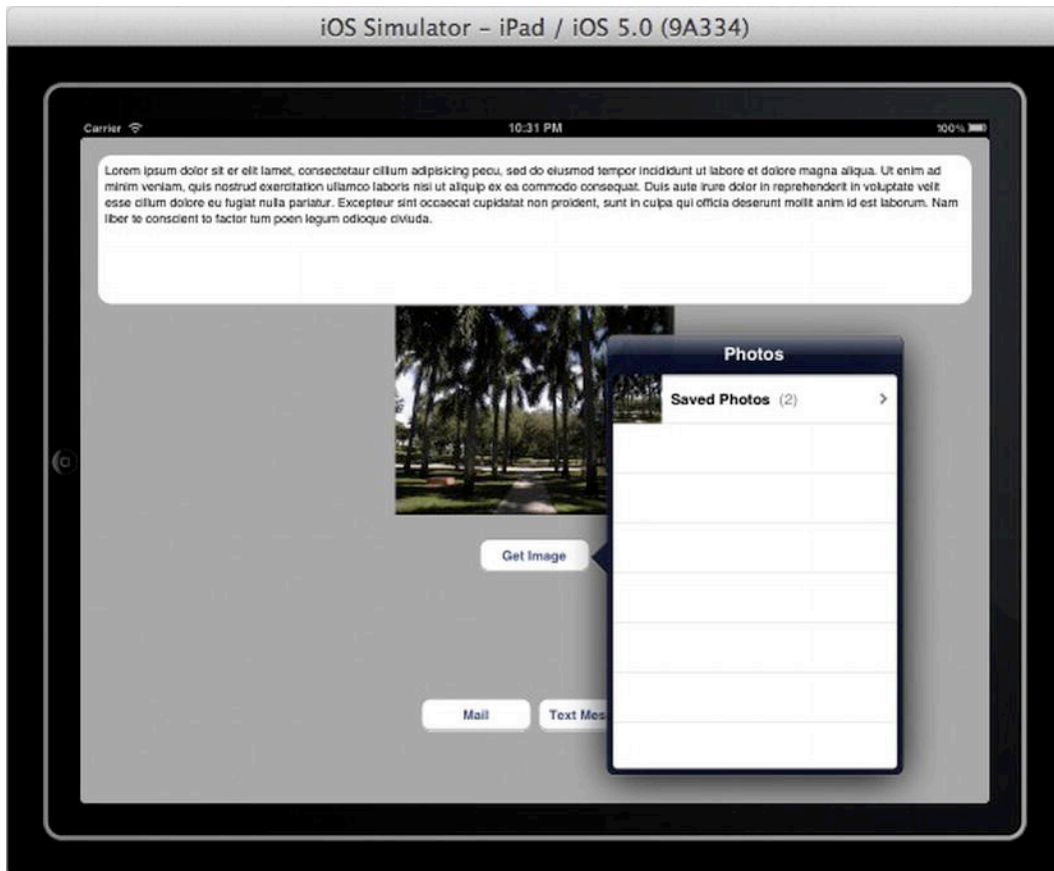 iOS Simulator – iPad / iOS 5.0 (9A334)
Carrier
10:31 PM
100%
Lorem ipsum dolor sit er elit lamet, consectetaur cillium adipisicing pecu, sed do eiusmod tempor incididunt ut labore et dolore magna aliqua. Ut enim ad
minim veniam, quis nostrud exercitation ullamco laboris nisi ut aliquip ex ea commodo consequat. Duis aute irure dolor in reprehenderit in voluptate velit
esse cillum dolore eu fugiat nulla pariatur. Excepteur sint occaecat cupidatat non proident, sunt in culpa qui officia deserunt mollit anim id est laborum. Nam
liber te conscient to factor tum poen legum odioque civiuda.
Photos
Saved Photos (2)
Get Image
Mail
Text Mes